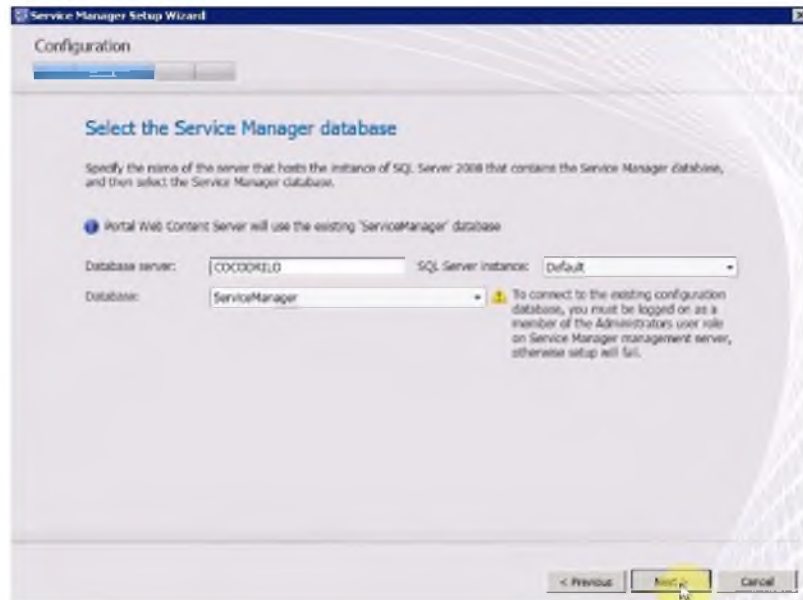 Service Manager Setup Wizard
Configuration
Select the Service Manager database
Specify the name of the server that hosts the instance of SQL Server 2008 that contains the Service Manager database,
and then select the Service Manager database.
Portal Web Content Server will use the existing 'ServiceManager' database
Database server: COCODRILO SQL Server instance: Default
Database: ServiceManager To connect to the existing configuration
database, you must be logged on as a
member of the Administrators user role
on Service Manager management server,
otherwise setup will fail.
< Previous Next > Cancel